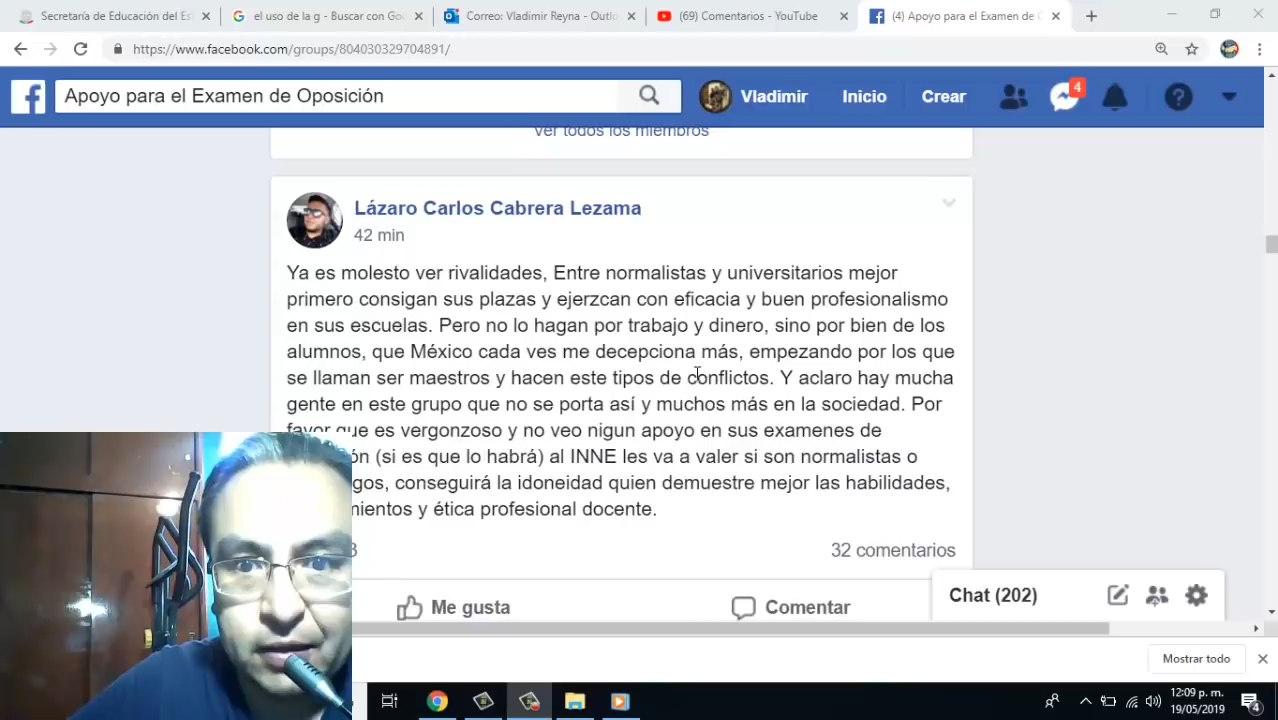 Secretaría de Educación del Es
el uso de la g - Buscar con Go
Correo: Vladimir Reyna - Outlo
(69) Comentarios - YouTube
(4) Apoyo para el Examen de O
https://www.facebook.com/groups/804030329704891/
Apoyo para el Examen de Oposición
Vladimir
Inicio
Crear
4
Ver todos los miembros
Lázaro Carlos Cabrera Lezama
42 min
Ya es molesto ver rivalidades, Entre normalistas y universitarios mejor
primero consigan sus plazas y ejerzcan con eficacia y buen profesionalismo
en sus escuelas. Pero no lo hagan por trabajo y dinero, sino por bien de los
alumnos, que México cada ves me decepciona más, empezando por los que
se llaman ser maestros y hacen este tipos de conflictos. Y aclaro hay mucha
gente en este grupo que no se porta así y muchos más en la sociedad. Por
favor que es vergonzoso y no veo nigun apoyo en sus examenes de
ón (si es que lo habrá) al INNE les va a valer si son normalistas o
gos, conseguirá la idoneidad quien demuestre mejor las habilidades,
mientos y ética profesional docente.
3
32 comentarios
Me gusta
Comentar
Chat (202)
Mostrar todo
12:09 p. m.
19/05/2019
4